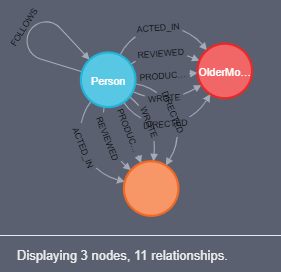 FOLLOWS
ACTED_IN
REVIEWED
PRODUC...
WROTE
DIRECTED
Person
OlderMo...
ACTED_IN
REVIEWED
PRODUC...
WROTE
DIRECTED
Displaying 3 nodes, 11 relationships.